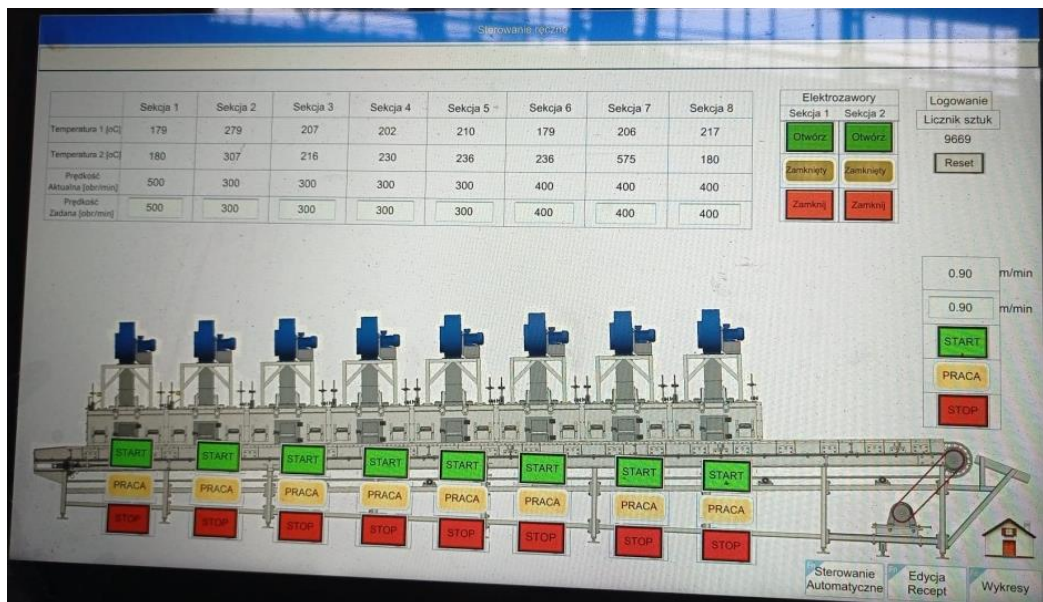 Sterowanie ręczne
Sekcja 1 Sekcja 2 Sekcja 3 Sekcja 4 Sekcja 5 Sekcja 6 Sekcja 7 Sekcja 8
Temperatura 1 [oC] 179 279 207 202 210 179 206 217
Temperatura 2 [oC] 180 307 216 230 236 236 575 180
Prędkość
Aktualna [obr/min] 500 300 300 300 300 400 400 400
Prędkość
Zadana [obr/min] 500 300 300 300 300 400 400 400
Elektrozawory
Sekcja 1 Sekcja 2
Otwórz Otwórz
Zamknięty Zamknięty
Zamknij Zamknij
Logowanie
Licznik sztuk
9669
Reset
0.90 m/min
0.90 m/min
START
PRACA
STOP
START START START START START START START START
PRACA PRACA PRACA PRACA PRACA PRACA PRACA PRACA
STOP STOP STOP STOP STOP STOP STOP STOP
Sterowanie
Automatyczne
Edycja
Recept
Wykresy